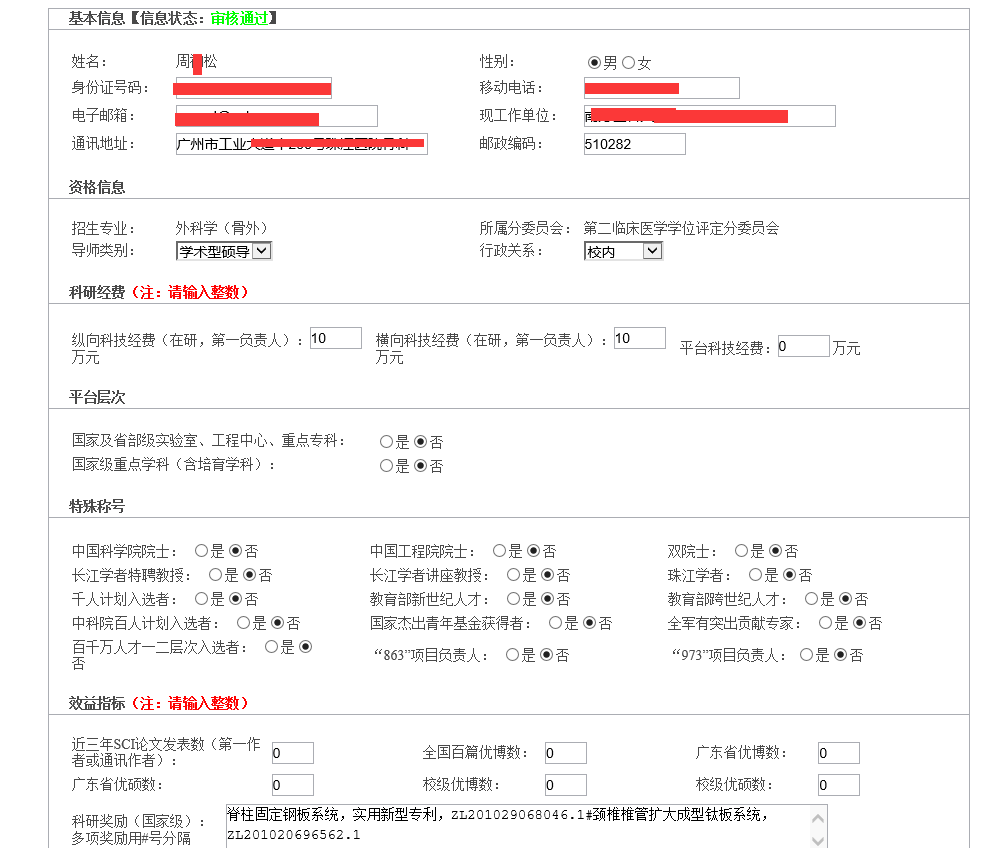 基本信息【信息状态：审核通过】
姓名： 周 松 性别： 男 女
身份证号码： 移动电话：
电子邮箱： 现工作单位：
通讯地址： 广州市工业 邮政编码： 510282
资格信息
招生专业： 外科学（骨外） 所属分委员会： 第二临床医学学位评定分委员会
导师类别： 学术型硕导 行政关系： 校内
科研经费（注：请输入整数）
纵向科技经费（在研，第一负责人）：10万元 横向科技经费（在研，第一负责人）：10万元 平台科技经费：0 万元
平台层次
国家及省部级实验室、工程中心、重点专科： 是 否
国家级重点学科（含培育学科）： 是 否
特殊称号
中国科学院院士： 是 否 中国工程院院士： 是 否 双院士： 是 否
长江学者特聘教授： 是 否 长江学者讲座教授： 是 否 珠江学者： 是 否
千人计划入选者： 是 否 教育部新世纪人才： 是 否 教育部跨世纪人才： 是 否
中科院百人计划入选者： 是 否 国家杰出青年基金获得者： 是 否 全军有突出贡献专家： 是 否
百千万人才一二层次入选者： 是 否 “863”项目负责人： 是 否 “973”项目负责人： 是 否
效益指标（注：请输入整数）
近三年SCI论文发表数（第一作者或通讯作者）： 0 全国百篇优博数： 0 广东省优博数： 0
广东省优硕数： 0 校级优博数： 0 校级优硕数： 0
科研奖励（国家级）： 脊柱固定钢板系统，实用新型专利，ZL201029068046.1#颈椎椎管扩大成型钛板系统，
多项奖励用#号分隔 ZL201020696562.1